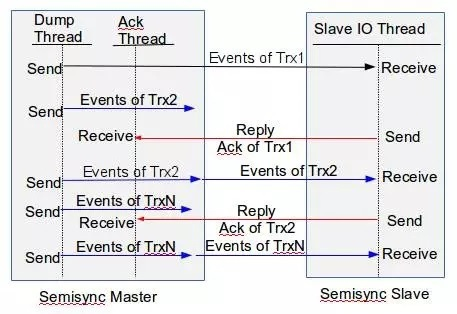 Dump Thread
Ack Thread
Slave IO Thread
Send
Events of Trx1
Receive
Send
Events of Trx2
Receive
Reply
Ack of Trx1
Send
Send
Events of Trx2
Events of Trx2
Receive
Send
Events of TrxN
Receive
Reply
Ack of Trx2
Send
Send
Events of TrxN
Events of TrxN
Receive
Semisync Master
Semisync Slave